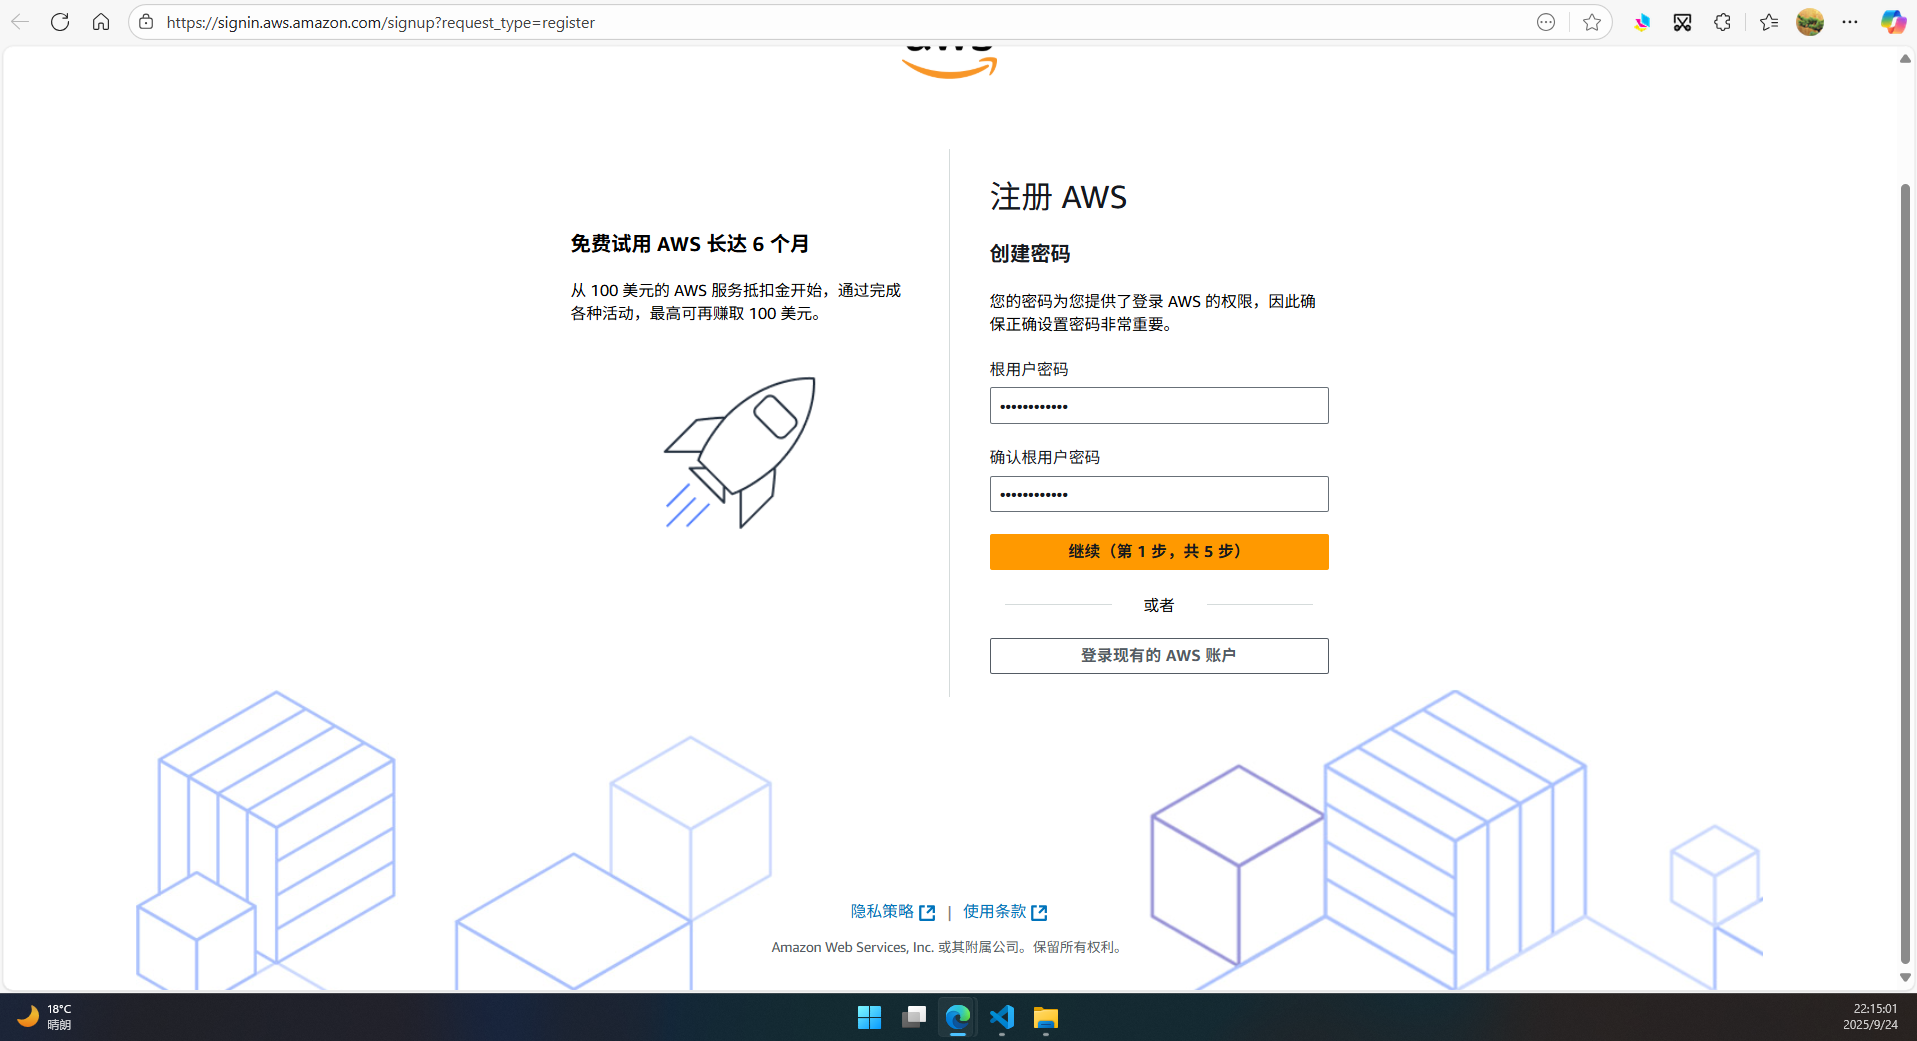 https://signin.aws.amazon.com/signup?request_type=register
aws
注册 AWS
免费试用 AWS 长达 6 个月
从 100 美元的 AWS 服务抵扣金开始，通过完成
各种活动，最高可再赚取 100 美元。
创建密码
您的密码为您提供了登录 AWS 的权限，因此确
保正确设置密码非常重要。
根用户密码
••••••••••••
确认根用户密码
••••••••••••
继续（第 1 步，共 5 步）
或者
登录现有的 AWS 账户
隐私策略 | 使用条款
Amazon Web Services, Inc. 或其附属公司。保留所有权利。
18°C
晴朗
22:15:01
2025/9/24